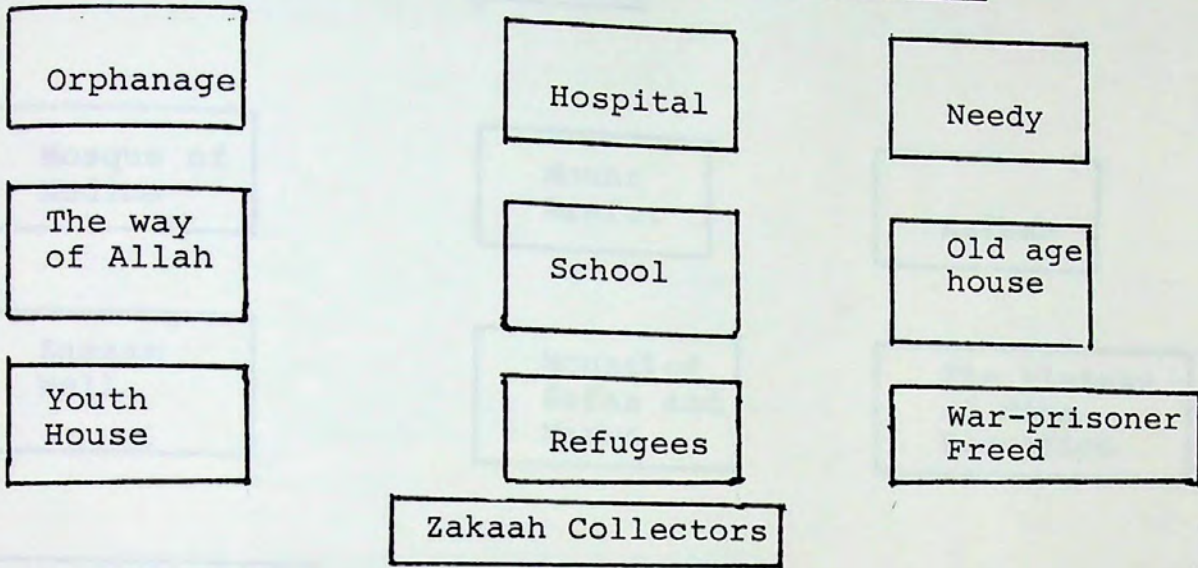 Orphanage
Hospital
Needy
The way
of Allah
School
Old age
house
Youth
House
Refugees
War-prisoner
Freed
Zakaah Collectors